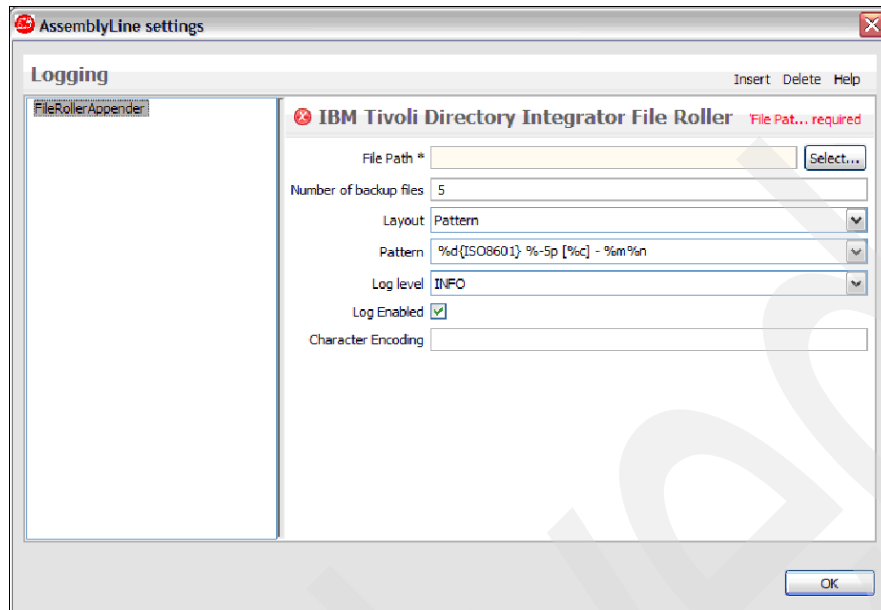 AssemblyLine settings
Logging
Insert Delete Help
FileRollerAppender
IBM Tivoli Directory Integrator File Roller 'File Pat... required
File Path * Select...
Number of backup files 5
Layout Pattern
Pattern %d{ISO8601} %-5p [%c] - %m%n
Log level INFO
Log Enabled
Character Encoding
OK